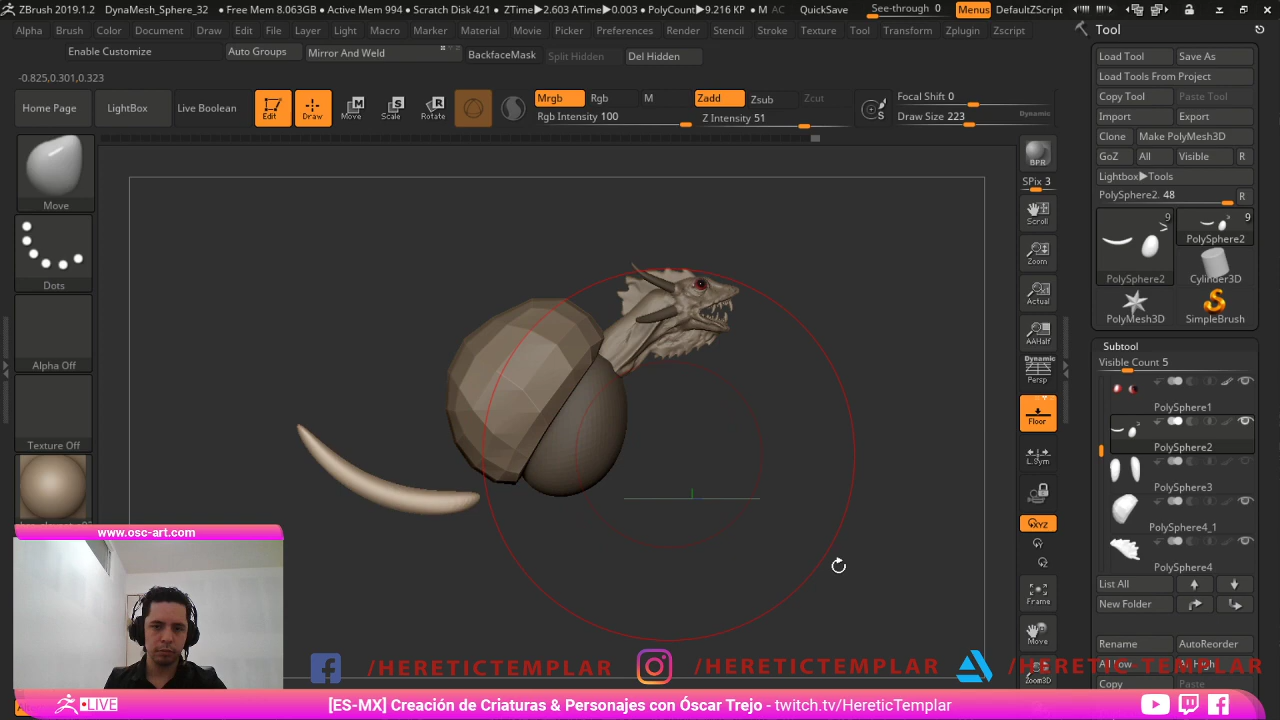 ZBrush 2019.1.2 DynaMesh_Sphere_32 • Free Memory 8.063GB • Active Memory 994 • Scratch Disk 421 • ZTime▶2.603 ATime▶0.003 • PolyCount▶9.216 KP • M AC QuickSave See-through 0 Menus DefaultZScript
Alpha Brush Color Document Draw Edit File Layer Light Macro Marker Material Movie Picker Preferences Render Stencil Stroke Texture Tool Transform Zplugin Zscript
Enable Customize Auto Groups Mirror And Weld BackfaceMask Split Hidden Del Hidden
-0.825,0.301,0.323
Home Page LightBox Live Boolean Edit Draw Move Scale Rotate
Mrgb Rgb M Zadd Zsub Zcut Focal Shift 0
Rgb Intensity 100 Z Intensity 51 Draw Size 223 Dynamic
Move
Dots
Alpha Off
Texture Off
BPR
SPix 3
Scroll
Zoom
Actual
AAHalf
Dynamic
Persp
Floor
L.Sym
XYZ
Frame
Move
Zoom3D
Tool
Load Tool Save As
Load Tools From Project
Copy Tool Paste Tool
Import Export
Clone Make PolyMesh3D
GoZ All Visible R
Lightbox▶Tools
PolySphere2. 48 R
9 9
PolySphere2
PolySphere2 Cylinder3D
PolyMesh3D SimpleBrush
Subtool
Visible Count 5
PolySphere1
PolySphere2
PolySphere3
PolySphere4_1
PolySphere4
List All
New Folder
Rename AutoReorder
Copy Paste
www.osc-art.com
/HERETICTEMPLAR /HERETICTEMPLAR /HERETIC-TEMPLAR
LIVE [ES-MX] Creación de Criaturas & Personajes con Óscar Trejo - twitch.tv/HereticTemplar